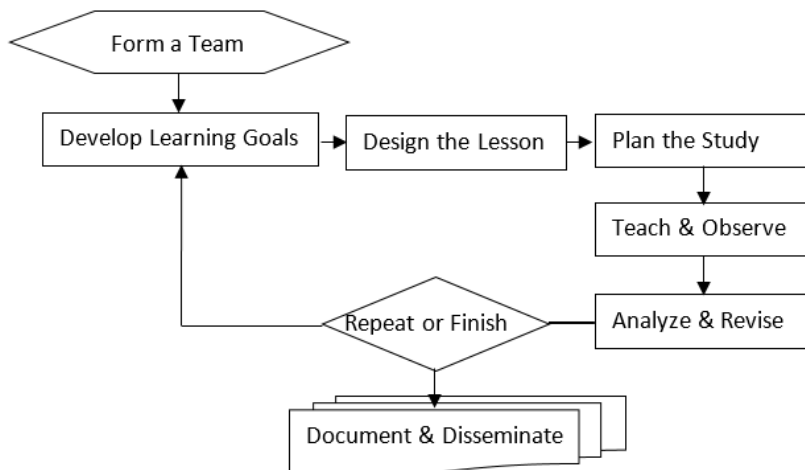 Form a Team
Develop Learning Goals
Design the Lesson
Plan the Study
Teach & Observe
Analyze & Revise
Repeat or Finish
Document & Disseminate